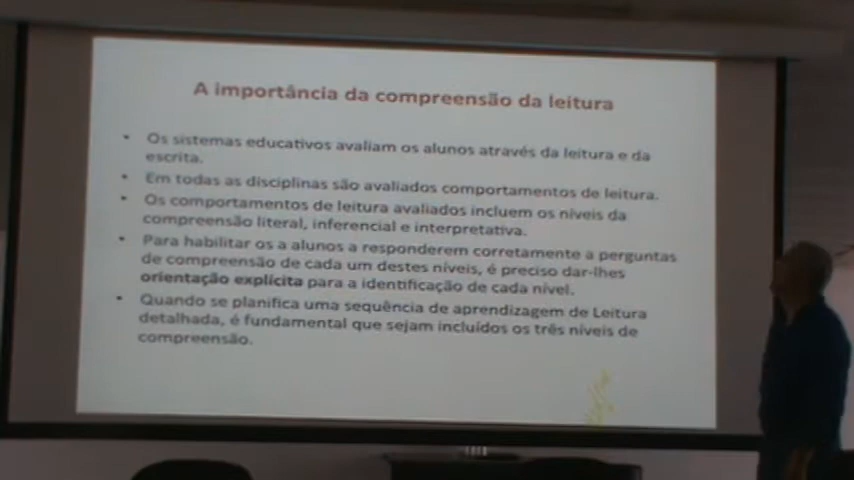 A importância da compreensão da leitura
• Os sistemas educativos avaliam os alunos através da leitura e da
escrita.
• Em todas as disciplinas são avaliados comportamentos de leitura.
• Os comportamentos de leitura avaliados incluem os níveis da
compreensão literal, inferencial e interpretativa.
• Para habilitar os a alunos a responderem corretamente a perguntas
de compreensão de cada um destes níveis, é preciso dar-lhes
orientação explícita para a identificação de cada nível.
• Quando se planifica uma sequência de aprendizagem de Leitura
detalhada, é fundamental que sejam incluídos os três níveis de
compreensão.